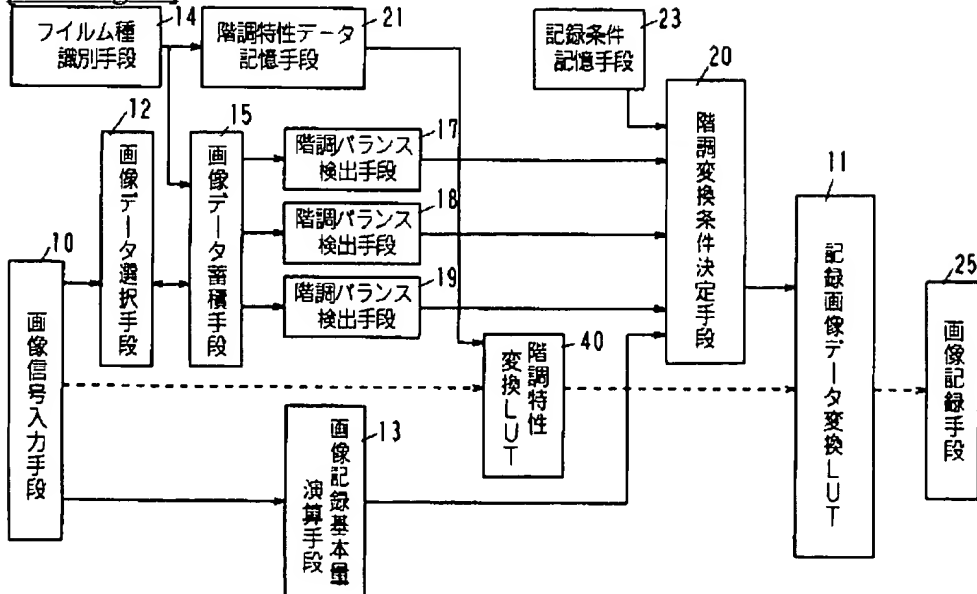 14
フイルム種
識別手段
21
階調特性データ
記憶手段
23
記録条件
記憶手段
20
階調変換条件決定手段
12
画像データ選択手段
15
画像データ蓄積手段
17
階調バランス
検出手段
18
階調バランス
検出手段
19
階調バランス
検出手段
10
画像信号入力手段
40
階調特性
変換LUT
13
画像記録基本量
演算手段
11
記録画像データ変換LUT
25
画像記録手段